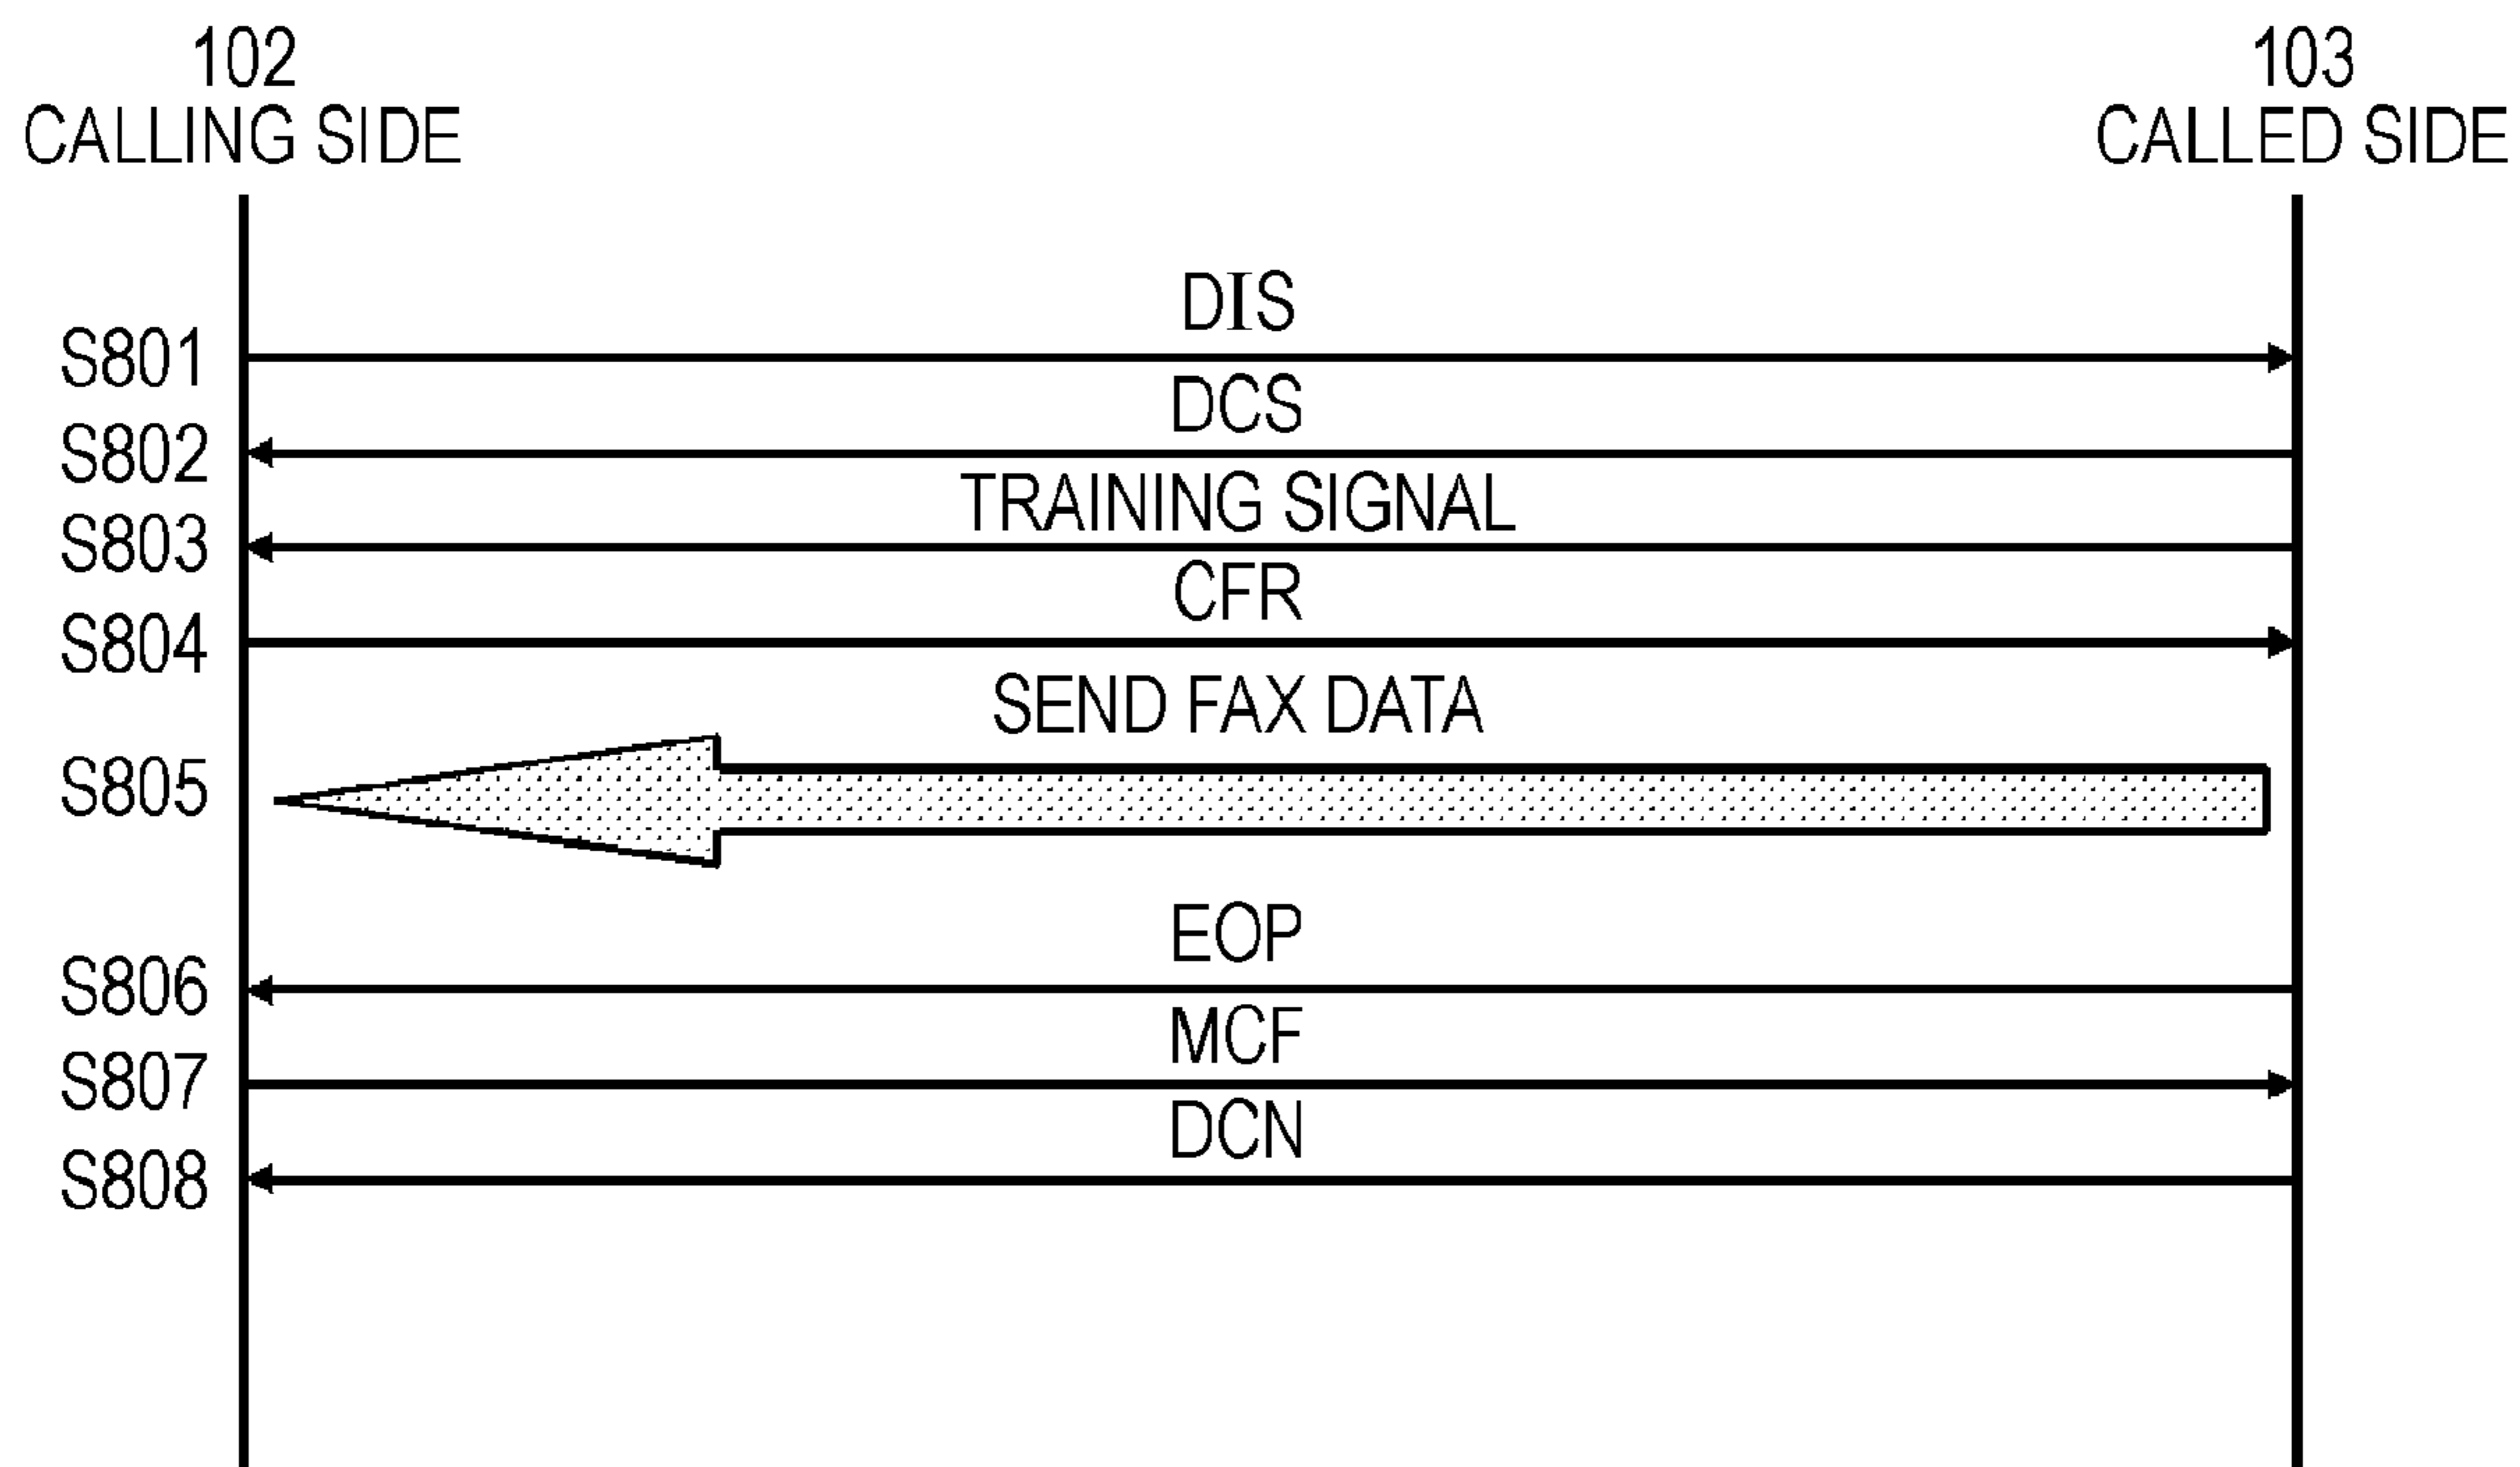 102
CALLING SIDE
103
CALLED SIDE
DIS
S801
DCS
S802
TRAINING SIGNAL
S803
CFR
S804
SEND FAX DATA
S805
EOP
S806
MCF
S807
DCN
S808